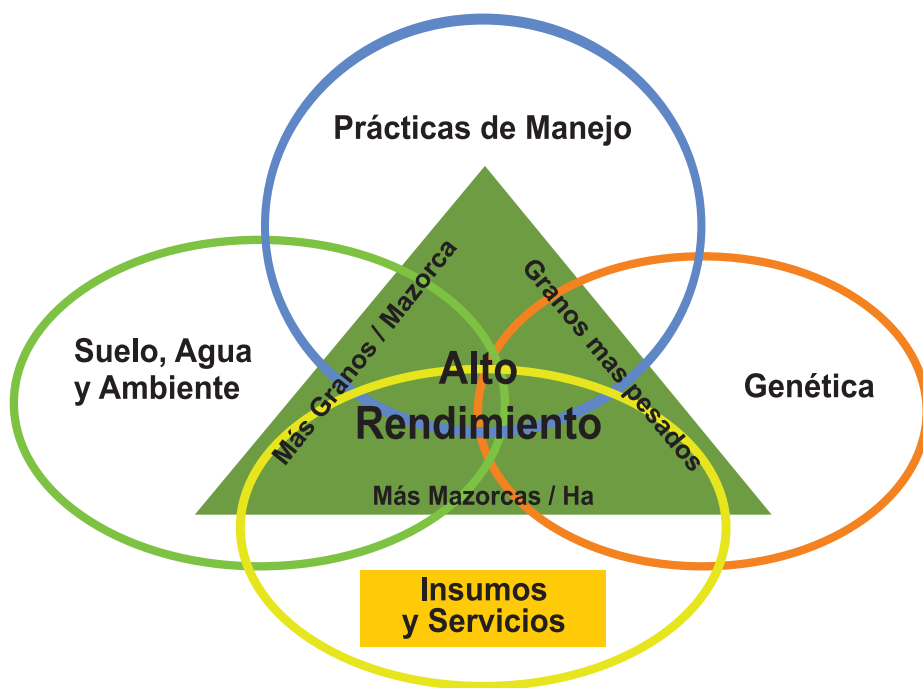 Prácticas de Manejo
Más Granos / Mazorca
Granos mas pesados
Suelo, Agua
y Ambiente
Alto
Rendimiento
Genética
Más Mazorcas / Ha
Insumos
y Servicios